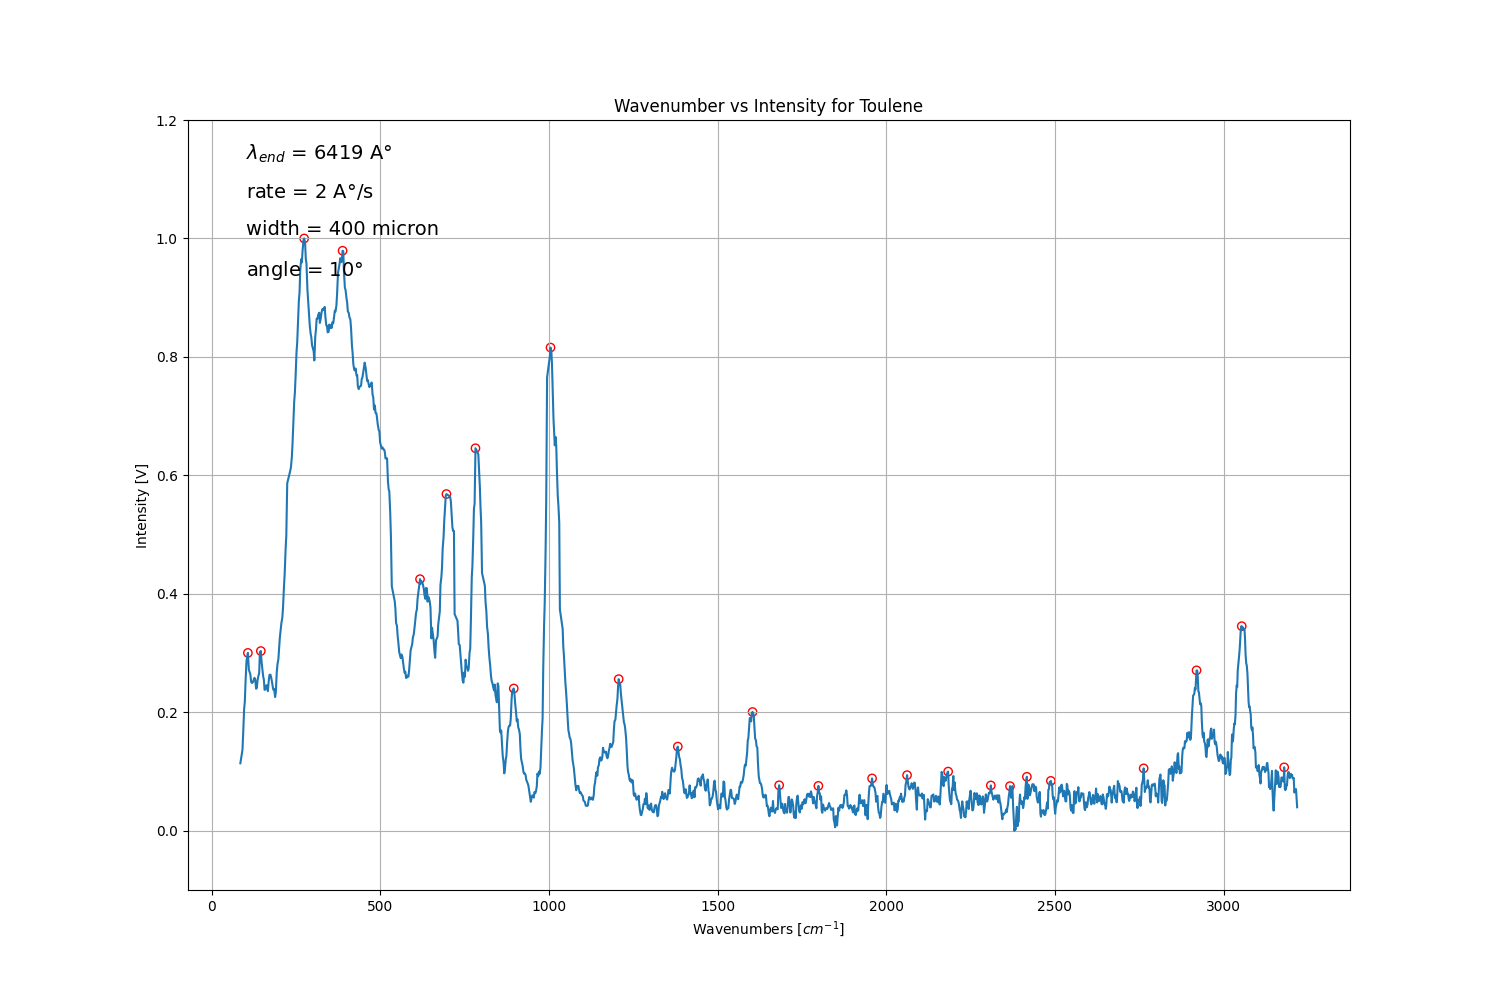 Wavenumber vs Intensity for Toulene
λend = 6419 A°
rate = 2 A°/s
width = 400 micron
angle = 10°
1.2
1.0
0.8
0.6
0.4
0.2
0.0
Intensity [V]
0 500 1000 1500 2000 2500 3000
Wavenumbers [cm⁻¹]